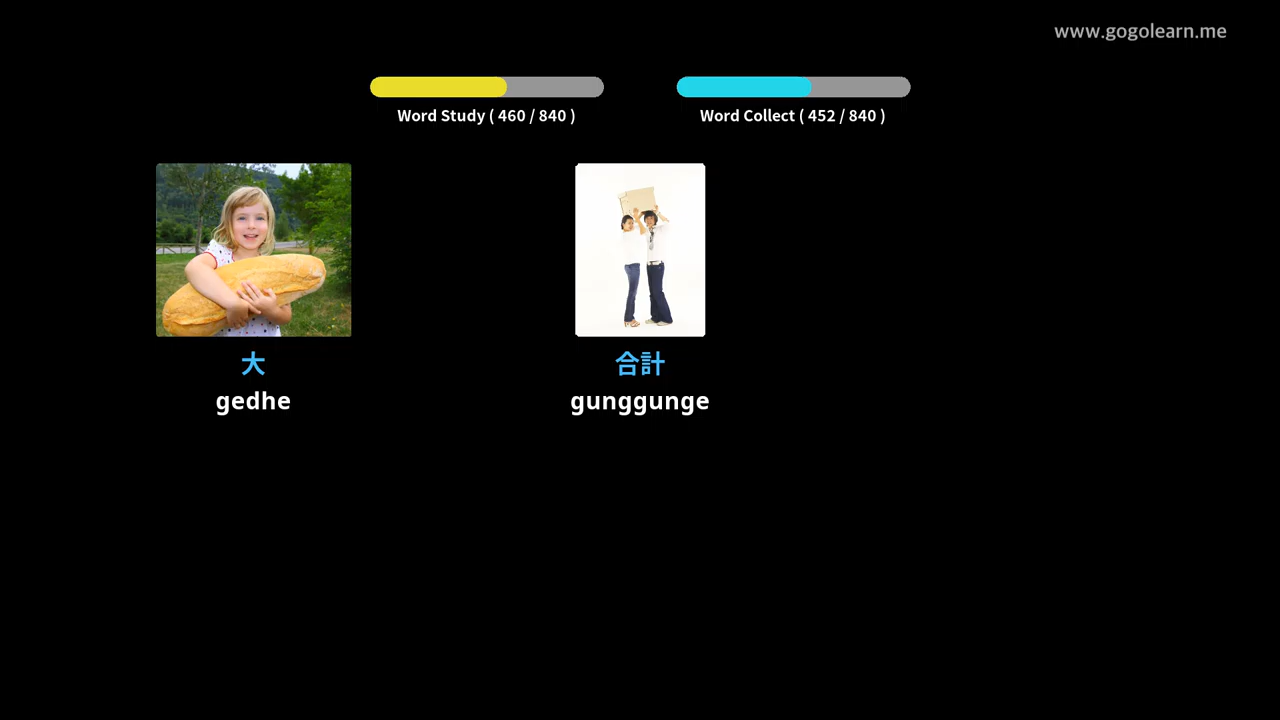 www.gogolearn.me
Word Study ( 460 / 840 )
Word Collect ( 452 / 840 )
大
gedhe
合計
gunggunge